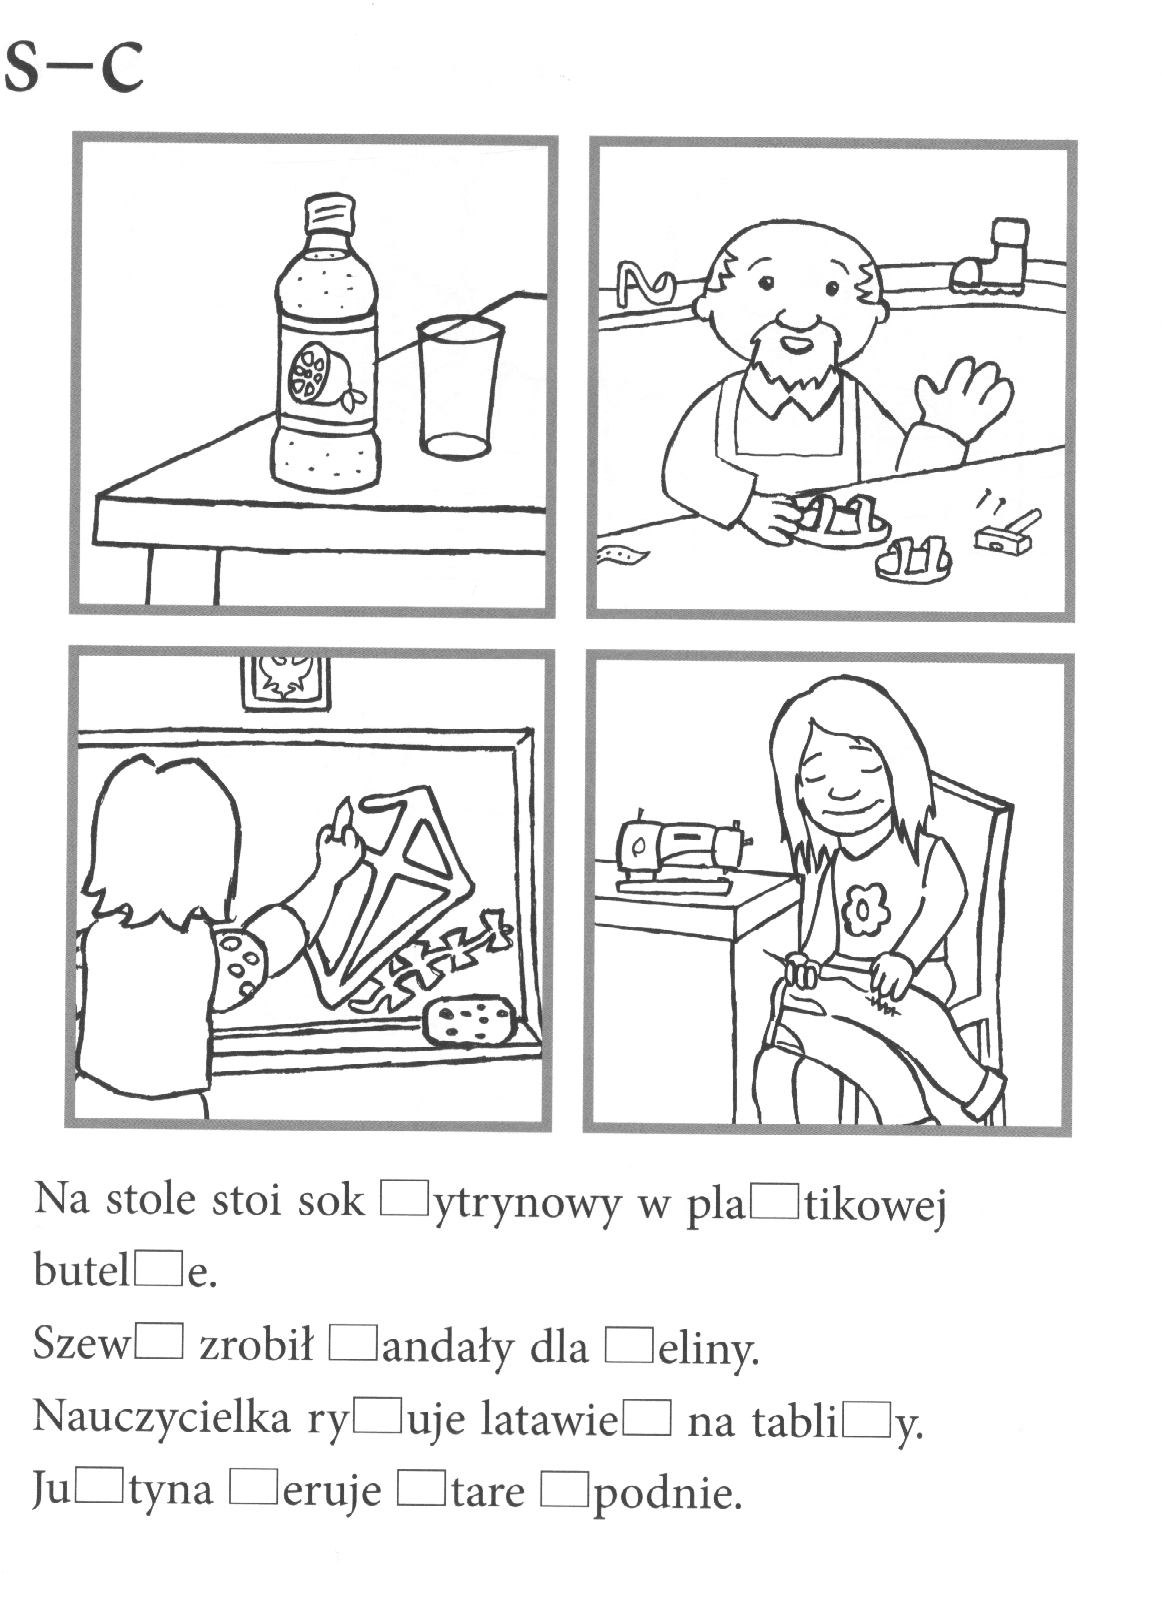 s–c
Na stole stoi sok □ytrynowy w pla□tikowej
butel□e.
Szew□ zrobił □andały dla □eliny.
Nauczycielka ry□uje latawie□ na tabli□y.
Ju□tyna □eruje □tare □podnie.